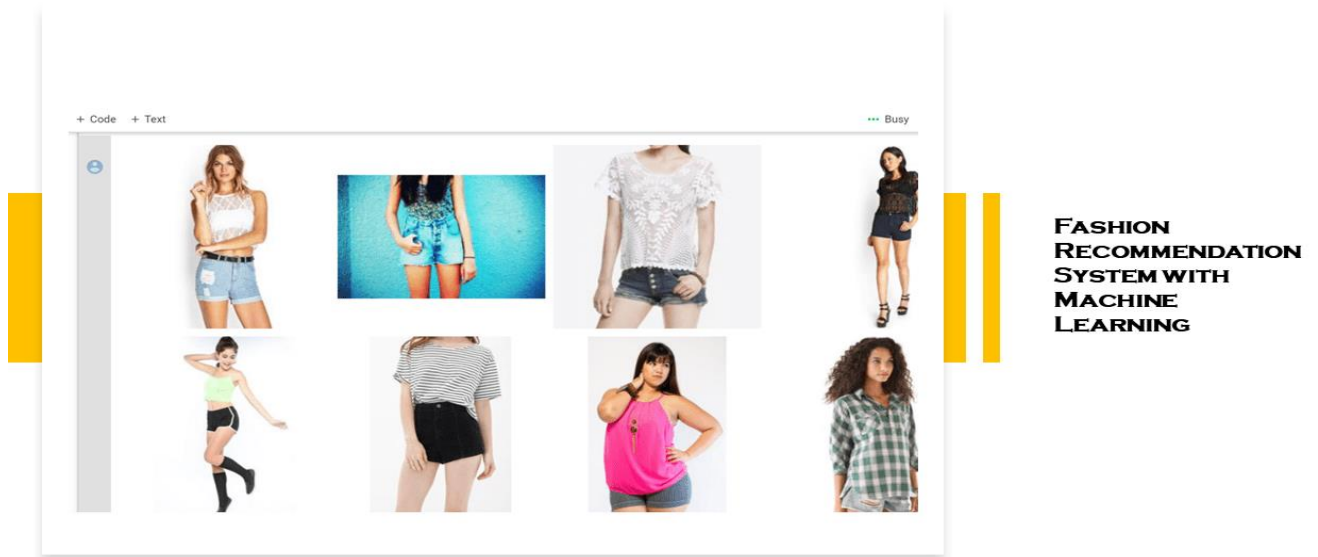 + Code + Text
••• Busy
FASHION
RECOMMENDATION
SYSTEM WITH
MACHINE
LEARNING